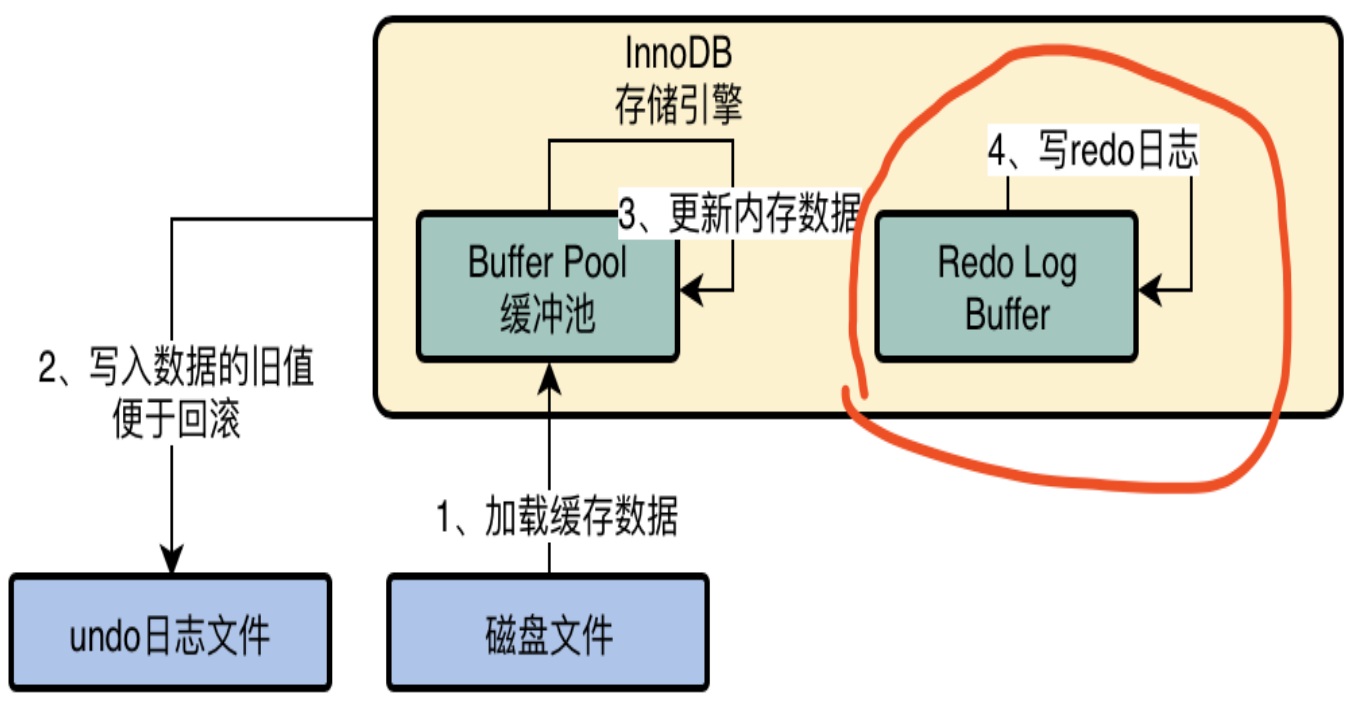 InnoDB
存储引擎
4、写redo日志
3、更新内存数据
Buffer Pool
缓冲池
Redo Log
Buffer
2、写入数据的旧值
便于回滚
1、加载缓存数据
undo日志文件
磁盘文件